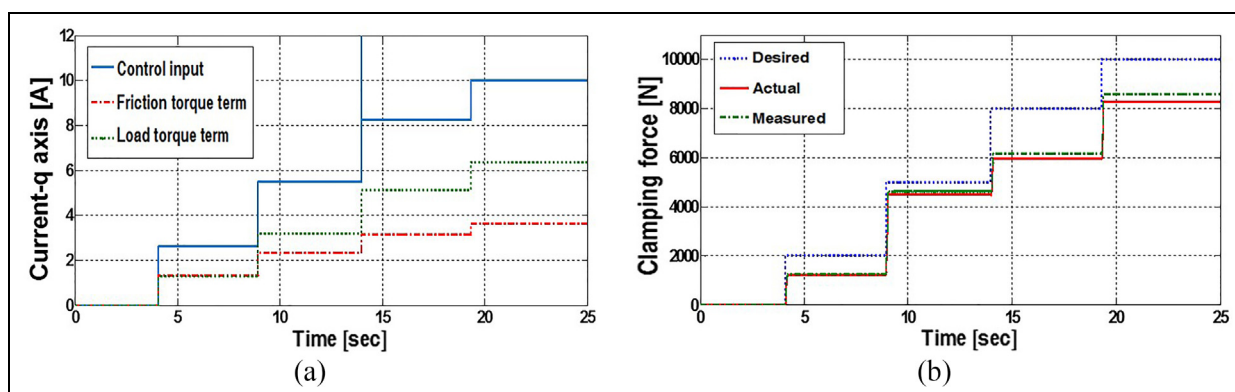 12
10
8
6
4
2
0
Current-q axis [A]
Control input
Friction torque term
Load torque term
0 5 10 15 20 25
Time [sec]
(a)
10000
8000
6000
4000
2000
0
Clamping force [N]
Desired
Actual
Measured
0 5 10 15 20 25
Time [sec]
(b)